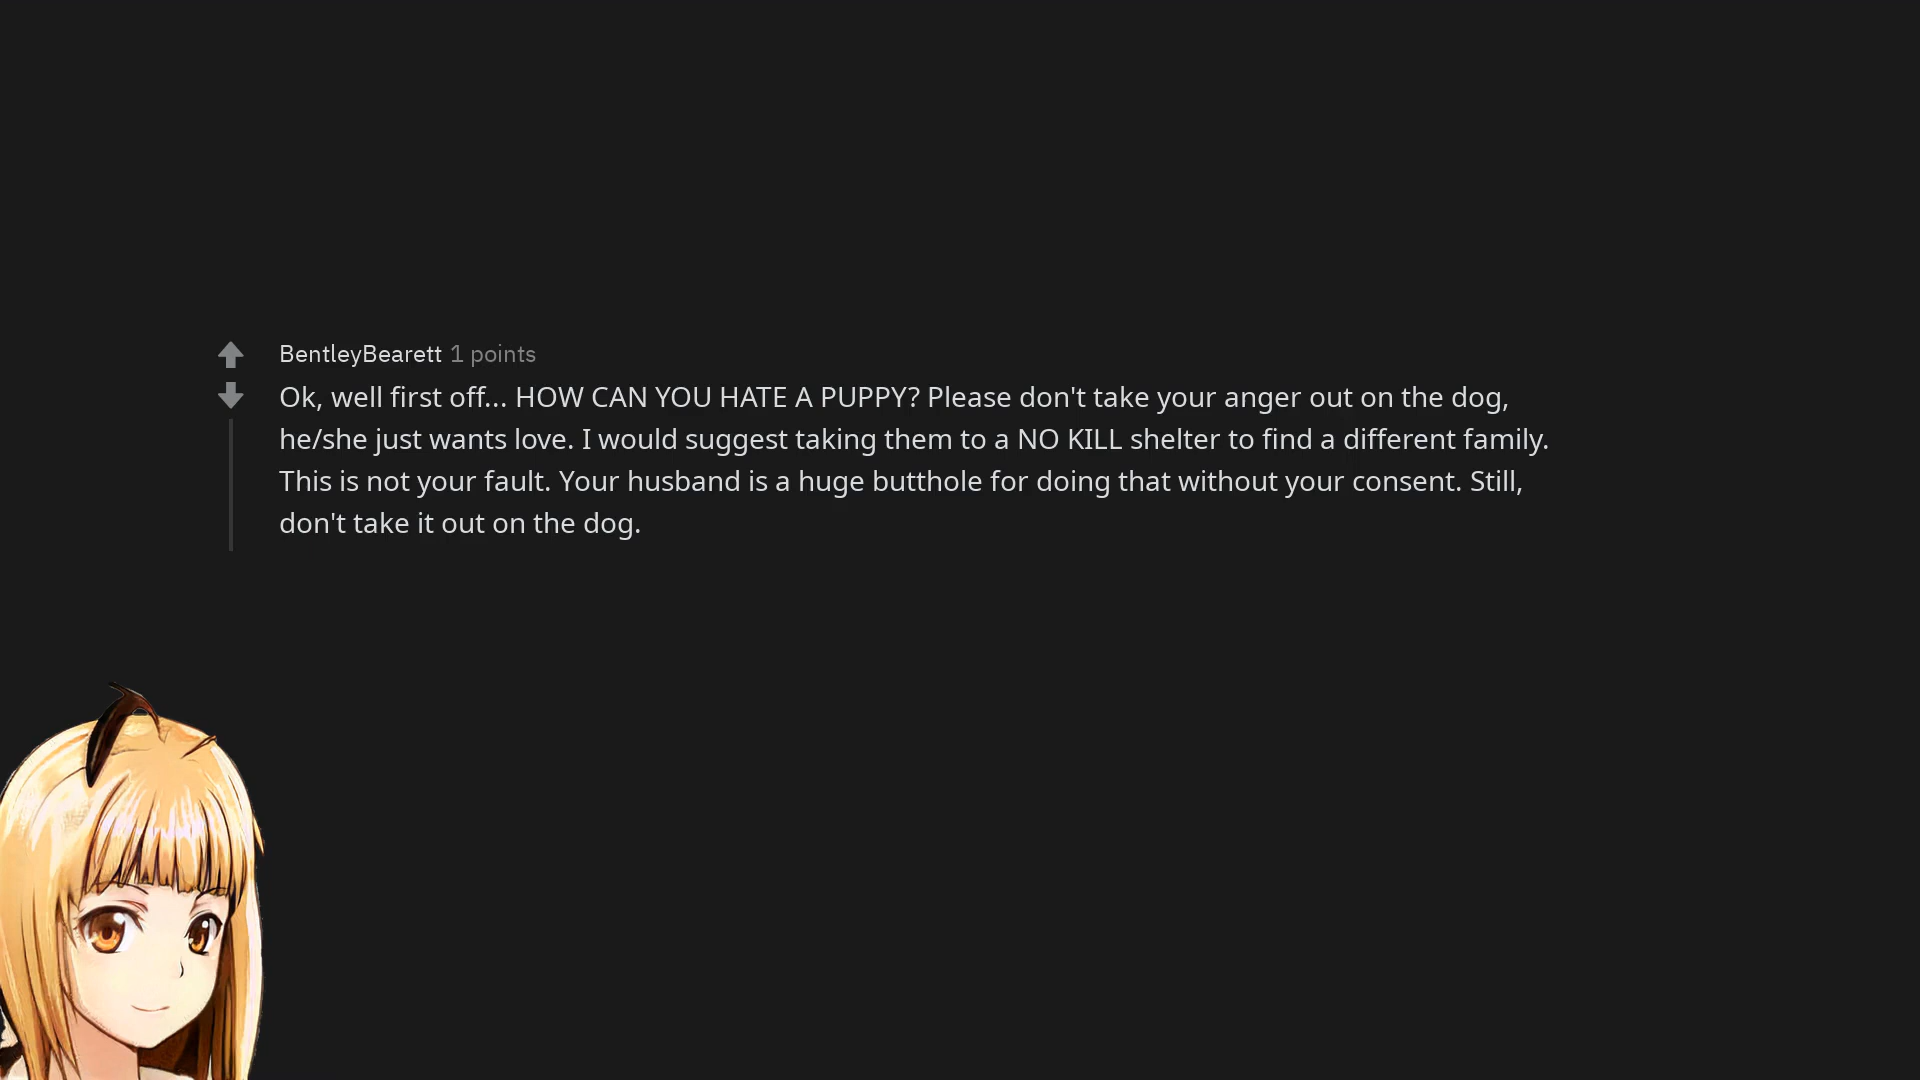 BentleyBearett 1 points
Ok, well first off... HOW CAN YOU HATE A PUPPY? Please don't take your anger out on the dog,
he/she just wants love. I would suggest taking them to a NO KILL shelter to find a different family.
This is not your fault. Your husband is a huge butthole for doing that without your consent. Still,
don't take it out on the dog.